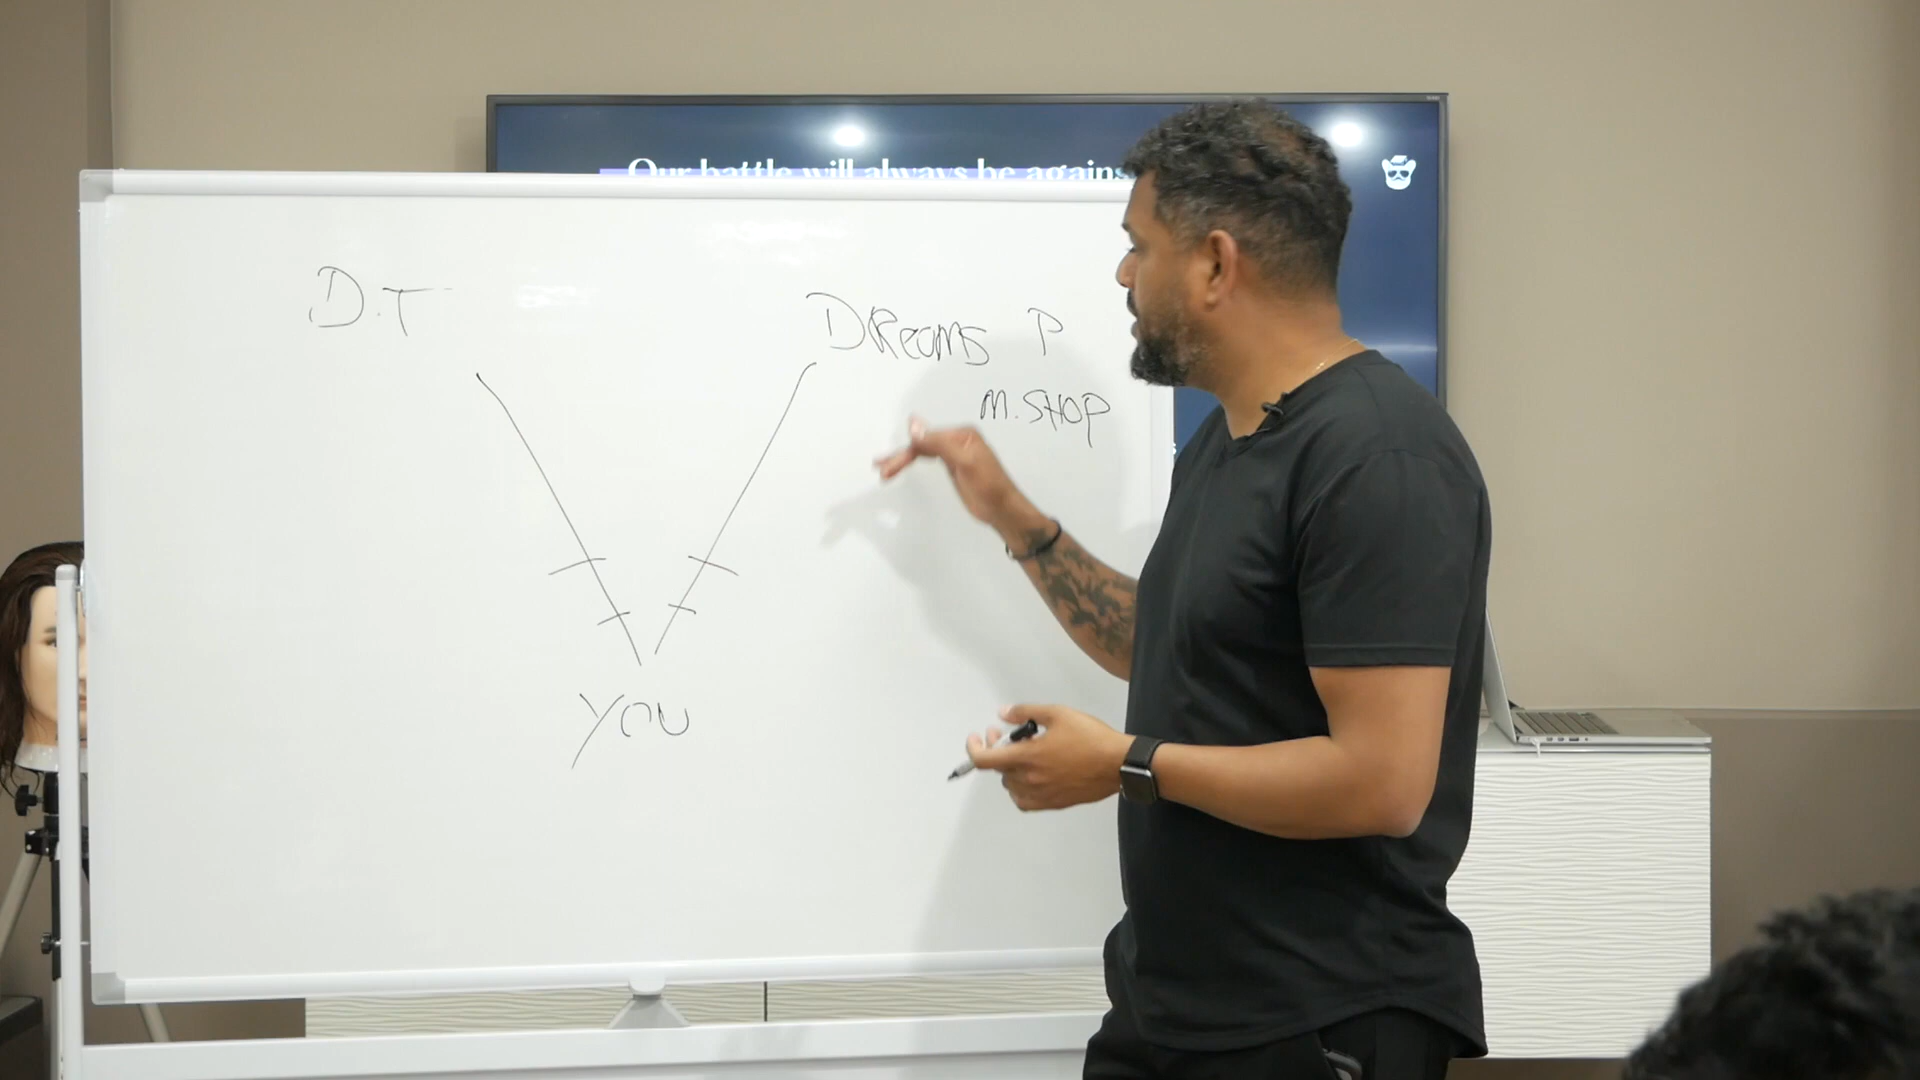 Our battle will always be agains
D.T
DReams P
M. SHOP
YOU